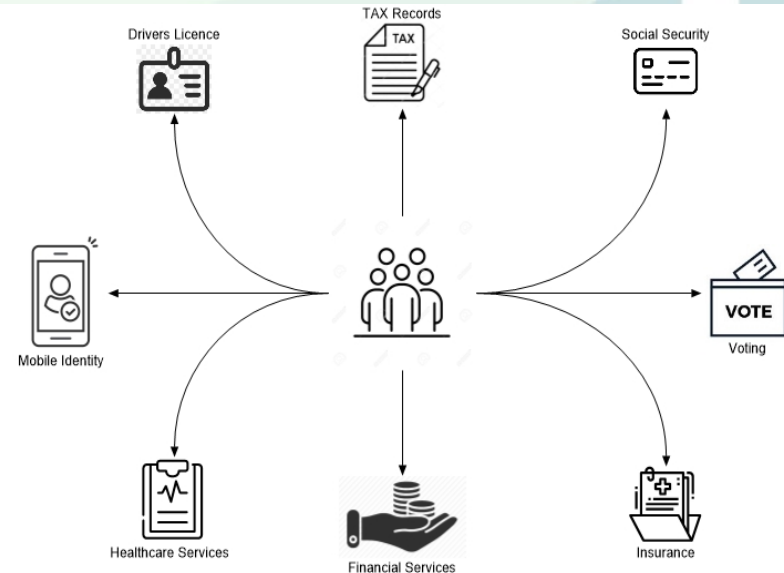 TAX Records
Drivers Licence
Social Security
TAX
Mobile Identity
VOTE
Voting
Healthcare Services
Insurance
Financial Services